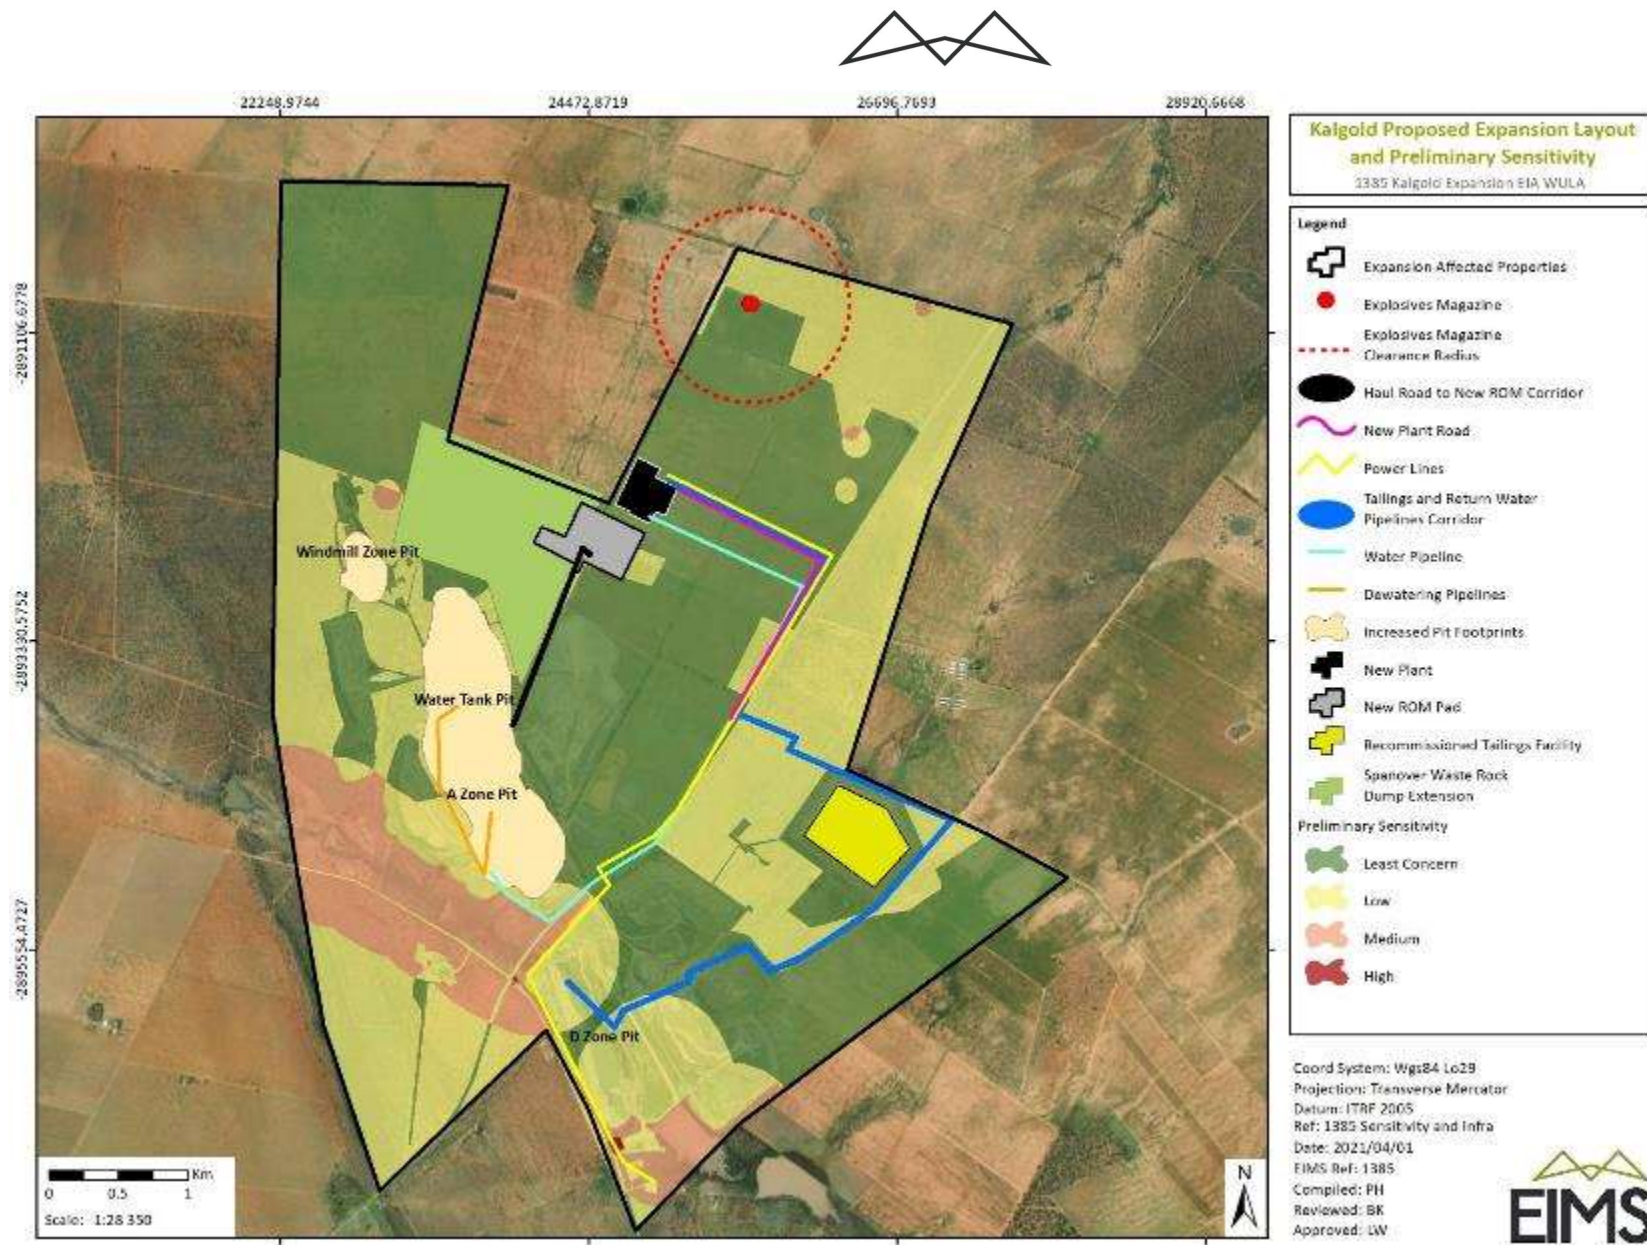 22248,9744
24472,8719
26696,7693
28920,6668
-2891106,6778
-2893330,5752
-2895554,4727
Windmill Zone Pit
Water Tank Pit
A Zone Pit
D Zone Pit
Km
0 0.5 1
Scale: 1:28 350
N
Kalgold Proposed Expansion Layout
and Preliminary Sensitivity
1385 Kalgold Expansion EIA WULA
Legend
Expansion Affected Properties
Explosives Magazine
Explosives Magazine
Clearance Radius
Haul Road to New ROM Corridor
New Plant Road
Power Lines
Tailings and Return Water
Pipelines Corridor
Water Pipeline
Dewatering Pipelines
Increased Pit Footprints
New Plant
New ROM Pad
Recommissioned Tailings Facility
Spanover Waste Rock
Dump Extension
Preliminary Sensitivity
Least Concern
Low
Medium
High
Coord System: Wgs84 Lo29
Projection: Transverse Mercator
Datum: ITRF 2005
Ref: 1385 Sensitivity and Infra
Date: 2021/04/01
EIMS Ref: 1385
Compiled: PH
Reviewed: BK
Approved: LW
EIMS